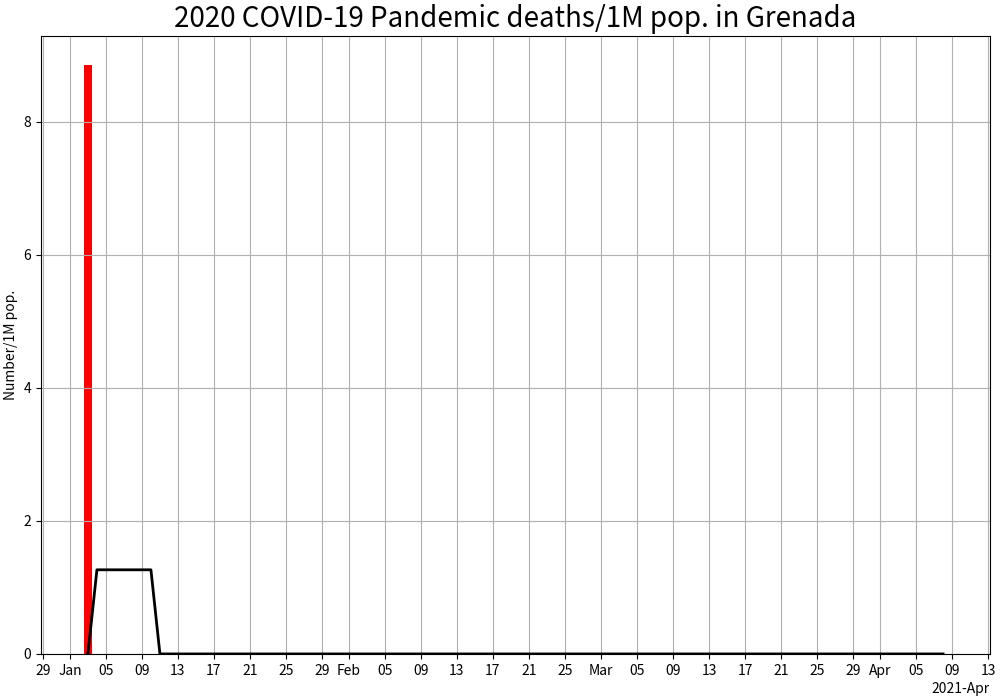 2020 COVID-19 Pandemic deaths/1M pop. in Grenada
Number/1M pop.
8
6
4
2
0
29 Jan 05 09 13 17 21 25 29 Feb 05 09 13 17 21 25 Mar 05 09 13 17 21 25 29 Apr 05 09 13
2021-Apr